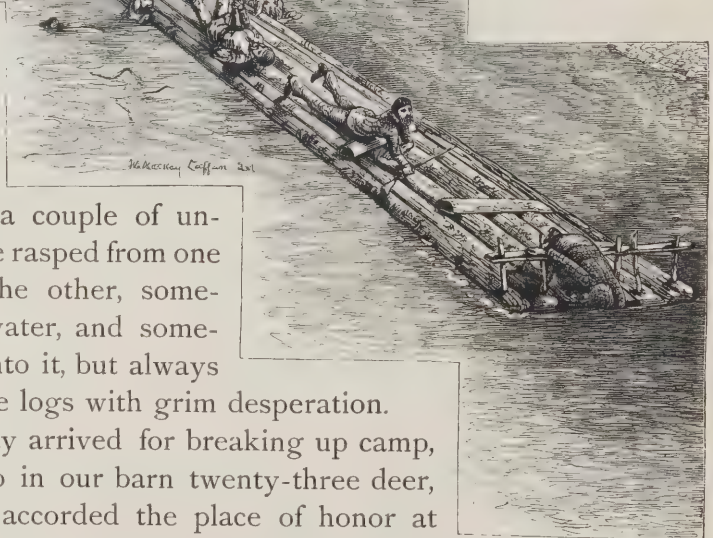 a couple of un-
e rasped from one
he other, some-
vater, and some-
nto it, but always
e logs with grim desperation.
y arrived for breaking up camp,
o in our barn twenty-three deer,
accorded the place of honor at